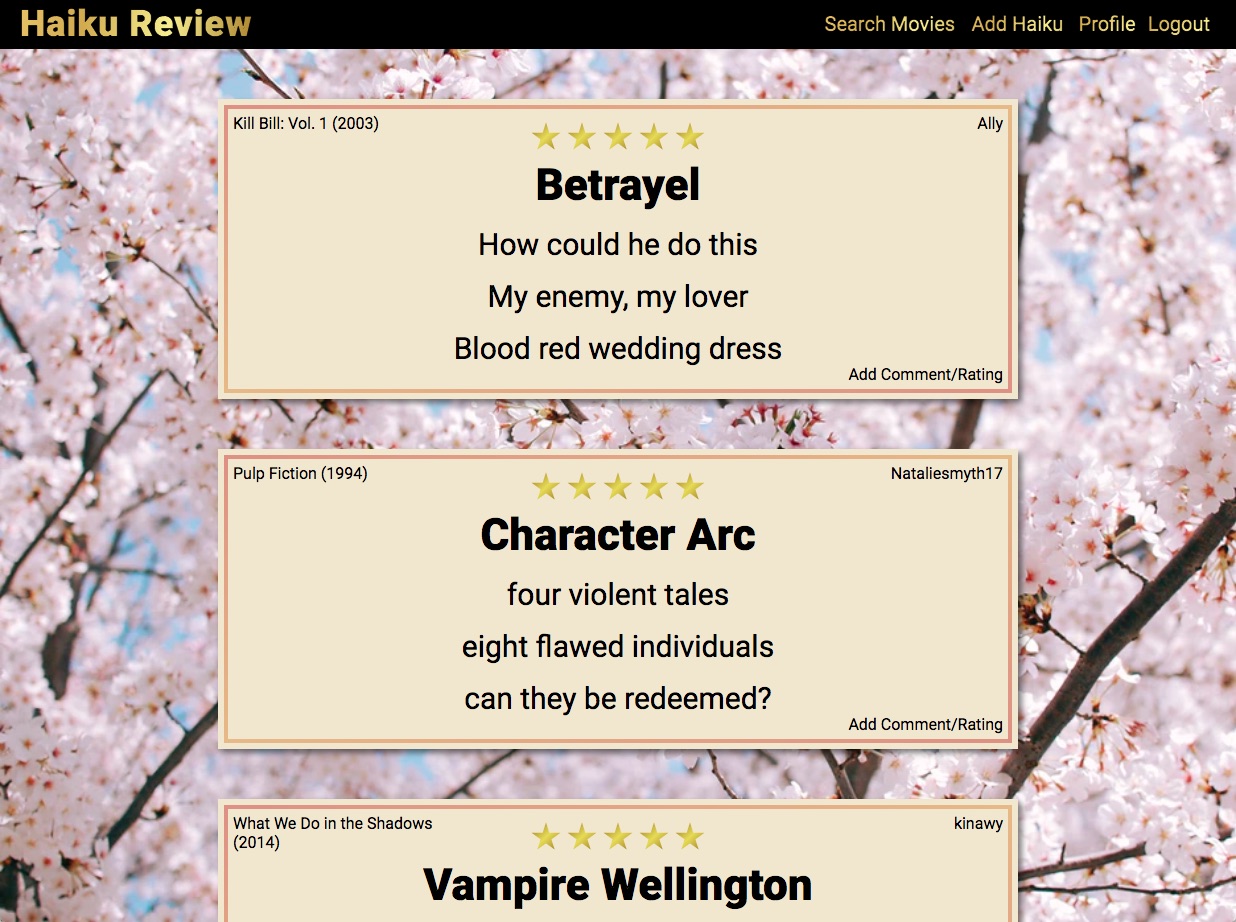 Haiku Review
Search Movies Add Haiku Profile Logout
Kill Bill: Vol. 1 (2003)
Ally
Betrayel
How could he do this
My enemy, my lover
Blood red wedding dress
Add Comment/Rating
Pulp Fiction (1994)
Nataliesmyth17
Character Arc
four violent tales
eight flawed individuals
can they be redeemed?
Add Comment/Rating
What We Do in the Shadows
(2014)
kinawy
Vampire Wellington